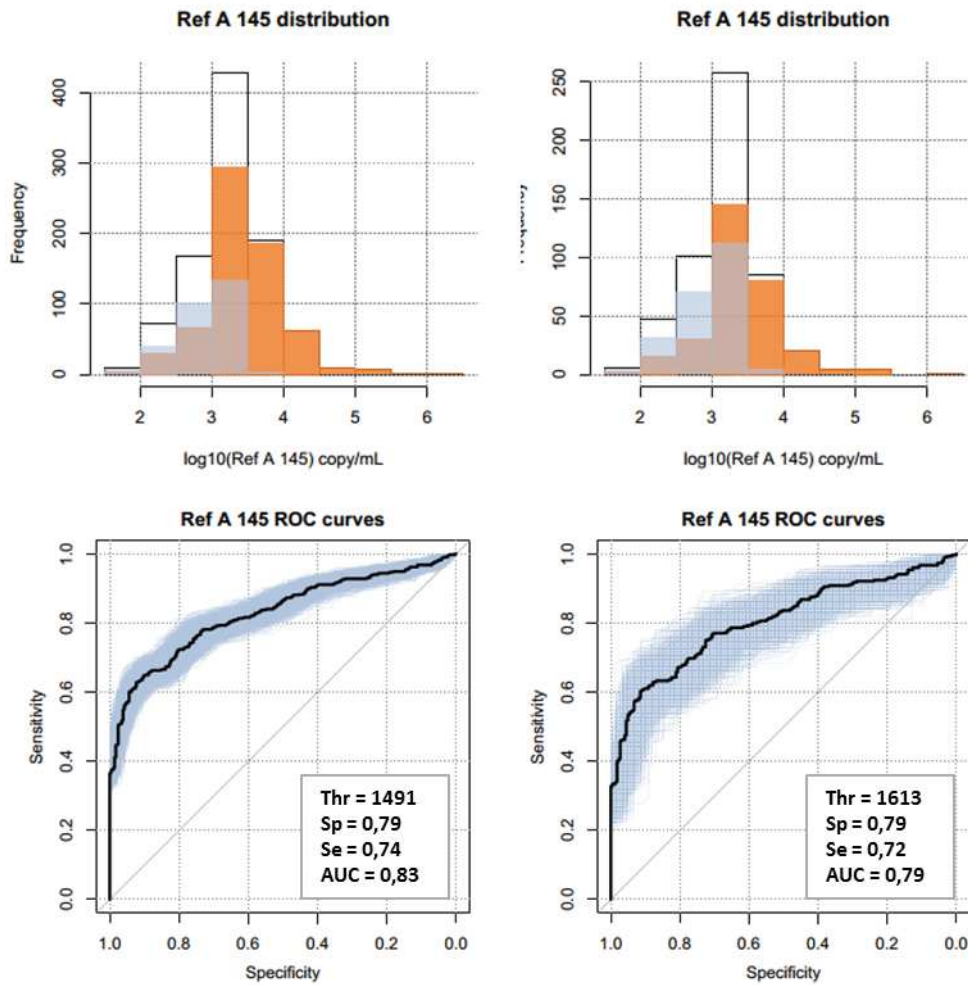 Ref A 145 distribution
Frequency
0
100
200
300
400
2 3 4 5 6
log10(Ref A 145) copy/mL
Ref A 145 distribution
0
50
100
150
200
250
2 3 4 5 6
log10(Ref A 145) copy/mL
Ref A 145 ROC curves
Sensitivity
0.0
0.2
0.4
0.6
0.8
1.0
Thr = 1491
Sp = 0,79
Se = 0,74
AUC = 0,83
1.0 0.8 0.6 0.4 0.2 0.0
Specificity
Ref A 145 ROC curves
Sensitivity
0.0
0.2
0.4
0.6
0.8
1.0
Thr = 1613
Sp = 0,79
Se = 0,72
AUC = 0,79
1.0 0.8 0.6 0.4 0.2 0.0
Specificity